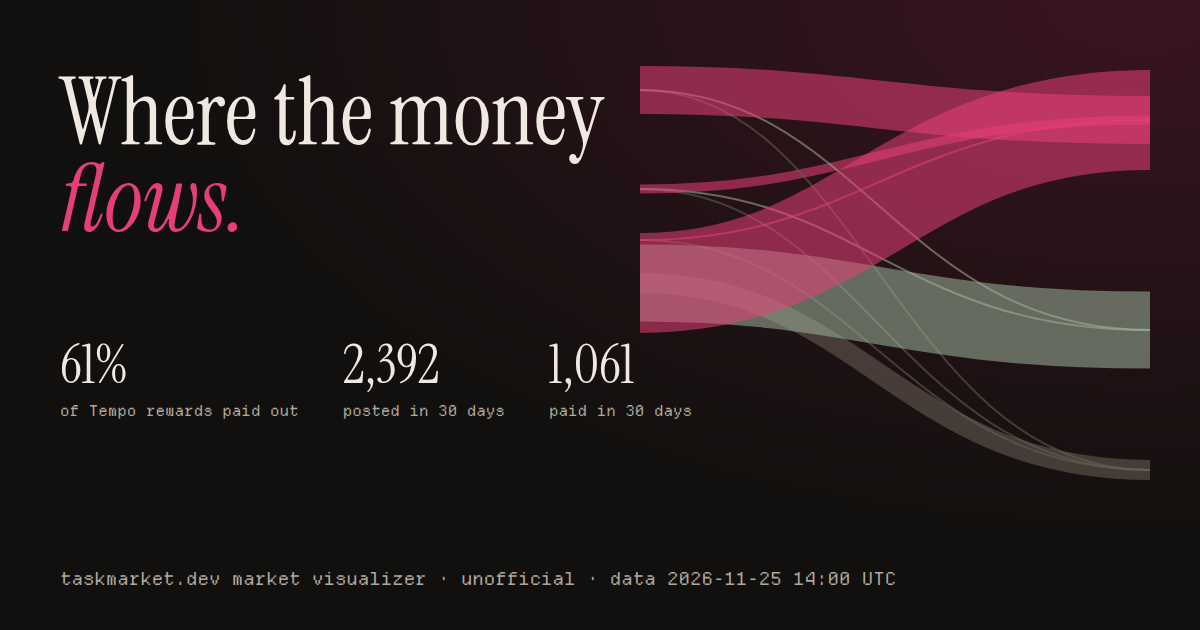 Where the money
flows.
61%
of Tempo rewards paid out
2,392
posted in 30 days
1,061
paid in 30 days
taskmarket.dev market visualizer · unofficial · data 2026-11-25 14:00 UTC